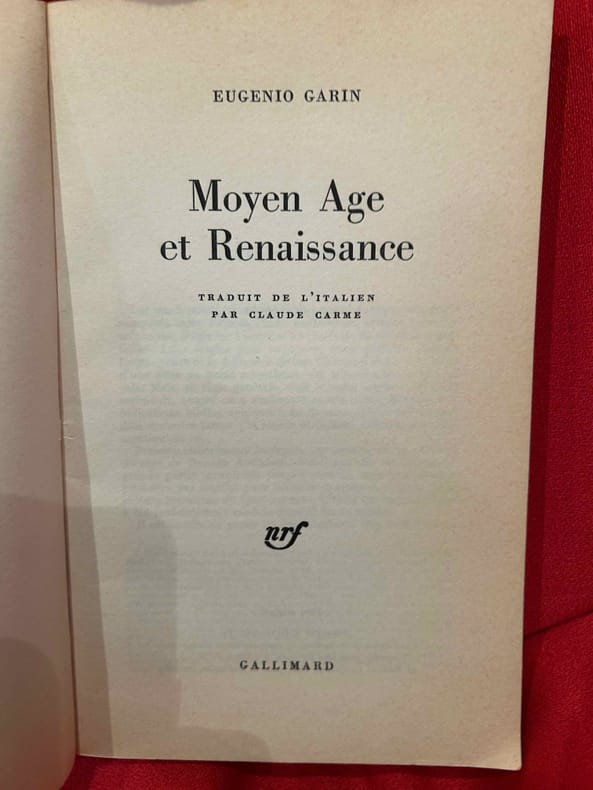 EUGENIO GARIN
Moyen Age
et Renaissance
TRADUIT DE L'ITALIEN
PAR CLAUDE CARME
nrf
GALLIMARD